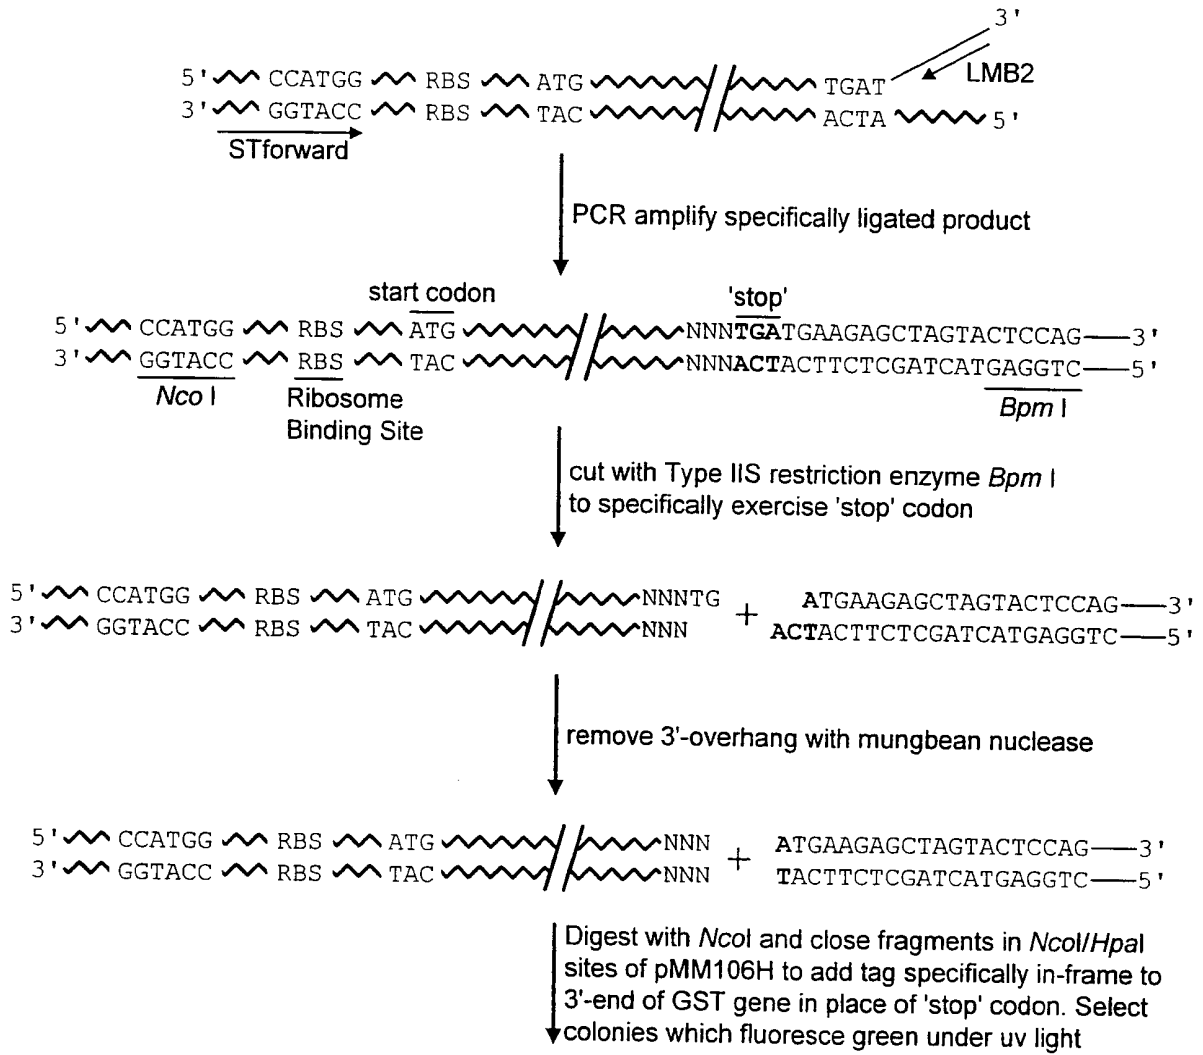 3'
LMB2
5' CCATGG RBS ATG TGAT
3' GGTACC RBS TAC ACTA 5'
STforward
PCR amplify specifically ligated product
start codon 'stop'
5' CCATGG RBS ATG NNNTGATGAAGAGCTAGTACTCCAG 3'
3' GGTACC RBS TAC NNNACTACTTCTCGATCATGAGGTC 5'
Nco I Ribosome Bpm I
Binding Site
cut with Type IIS restriction enzyme Bpm I
to specifically exercise 'stop' codon
5' CCATGG RBS ATG NNNTG + ATGAAGAGCTAGTACTCCAG 3'
3' GGTACC RBS TAC NNN ACTACTTCTCGATCATGAGGTC 5'
remove 3'-overhang with mungbean nuclease
5' CCATGG RBS ATG NNN + ATGAAGAGCTAGTACTCCAG 3'
3' GGTACC RBS TAC NNN TACTTCTCGATCATGAGGTC 5'
Digest with NcoI and close fragments in NcoI/HpaI
sites of pMM106H to add tag specifically in-frame to
3'-end of GST gene in place of 'stop' codon. Select
colonies which fluoresce green under uv light